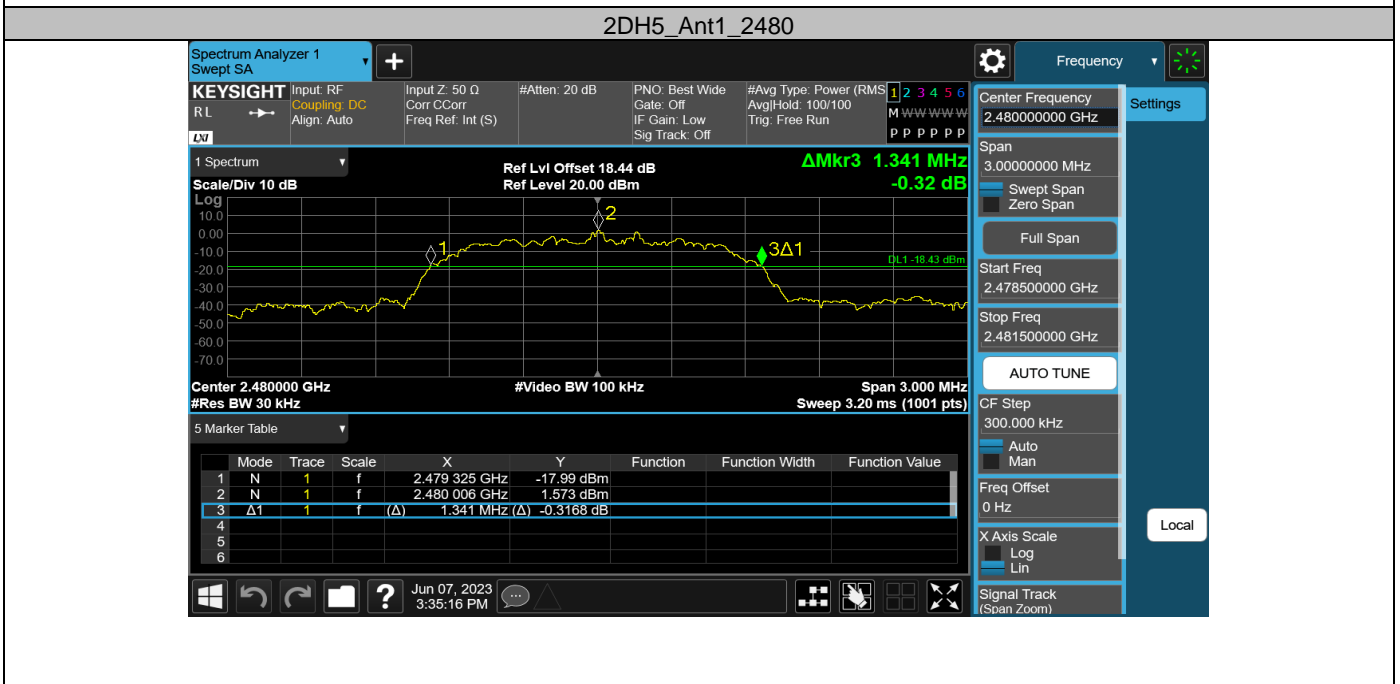 2DH5_Ant1_2480
Spectrum Analyzer 1
Swept SA
Frequency
KEYSIGHT
R L
LXI
Input: RF
Coupling: DC
Align: Auto
Input Z: 50 Ω
Corr CCorr
Freq Ref: Int (S)
#Atten: 20 dB
PNO: Best Wide
Gate: Off
IF Gain: Low
Sig Track: Off
#Avg Type: Power (RMS
Avg|Hold: 100/100
Trig: Free Run
1 2 3 4 5 6
M W W W W W
P P P P P P
1 Spectrum
Scale/Div 10 dB
Ref Lvl Offset 18.44 dB
Ref Level 20.00 dBm
ΔMkr3 1.341 MHz
-0.32 dB
Log
10.0
0.00
-10.0
-20.0
-30.0
-40.0
-50.0
-60.0
-70.0
1
2
3Δ1
DL1 -18.43 dBm
Center 2.480000 GHz
#Video BW 100 kHz
Span 3.000 MHz
#Res BW 30 kHz
Sweep 3.20 ms (1001 pts)
5 Marker Table
Mode Trace Scale X Y Function Function Width Function Value
1 N 1 f 2.479 325 GHz -17.99 dBm
2 N 1 f 2.480 006 GHz 1.573 dBm
3 Δ1 1 f (Δ) 1.341 MHz (Δ) -0.3168 dB
4
5
6
Jun 07, 2023
3:35:16 PM
Center Frequency
2.480000000 GHz
Span
3.00000000 MHz
Swept Span
Zero Span
Full Span
Start Freq
2.478500000 GHz
Stop Freq
2.481500000 GHz
AUTO TUNE
CF Step
300.000 kHz
Auto
Man
Freq Offset
0 Hz
X Axis Scale
Log
Lin
Signal Track
(Span Zoom)
Settings
Local